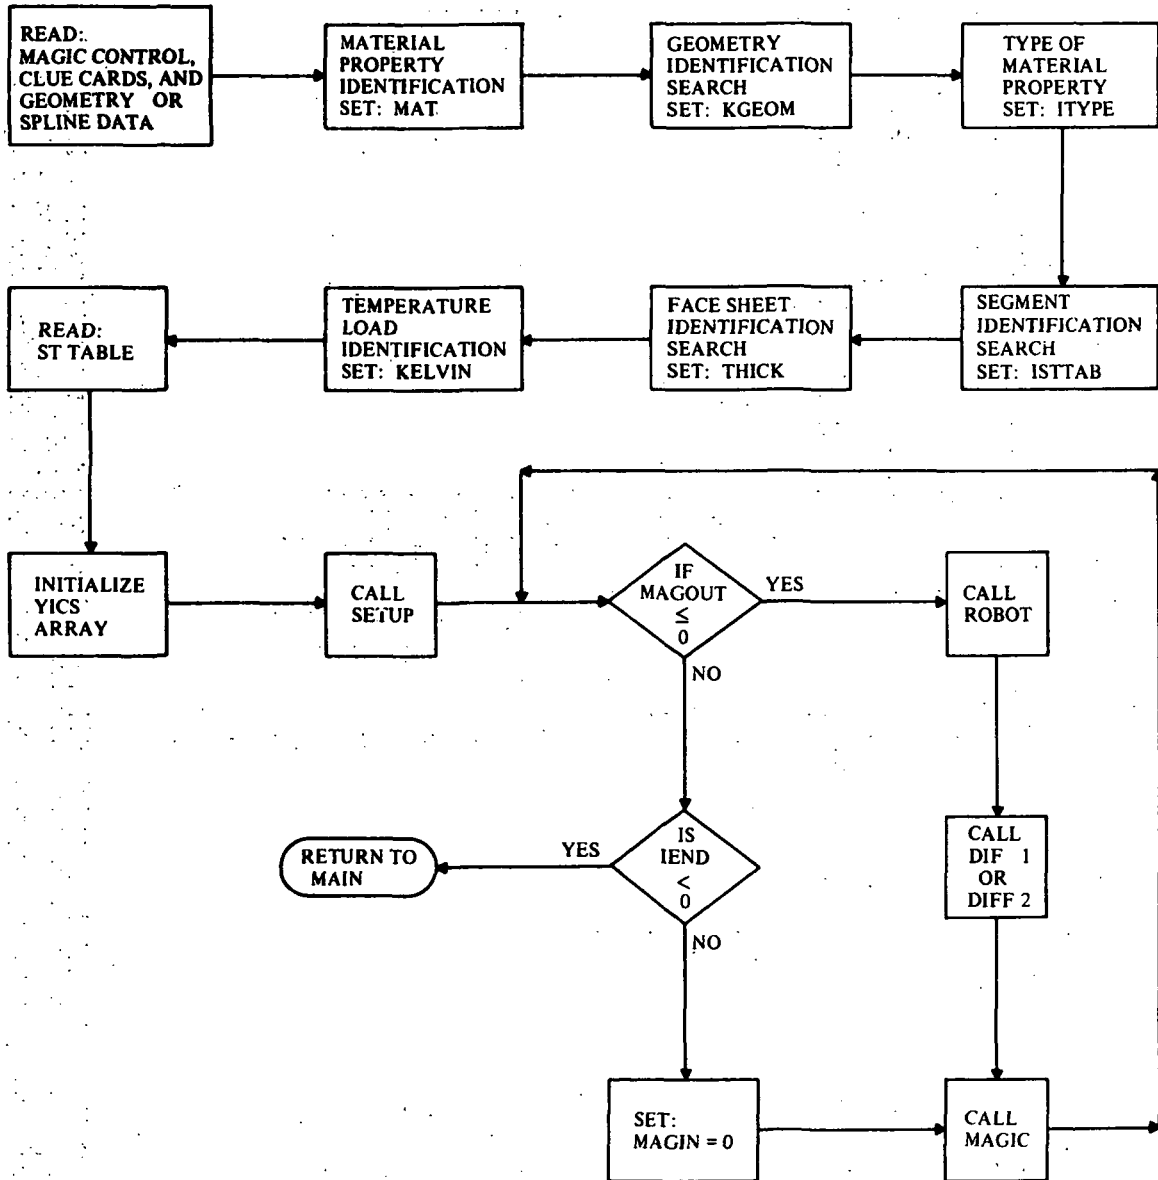 READ:
MAGIC CONTROL,
CLUE CARDS, AND
GEOMETRY OR
SPLINE DATA
MATERIAL
PROPERTY
IDENTIFICATION
SET: MAT
GEOMETRY
IDENTIFICATION
SEARCH
SET: KGEOM
TYPE OF
MATERIAL
PROPERTY
SET: ITYPE
SEGMENT
IDENTIFICATION
SEARCH
SET: ISTTAB
FACE SHEET
IDENTIFICATION
SEARCH
SET: THICK
TEMPERATURE
LOAD
IDENTIFICATION
SET: KELVIN
READ:
ST TABLE
INITIALIZE
YICS
ARRAY
CALL
SETUP
IF
MAGOUT
≤
0
YES
CALL
ROBOT
NO
CALL
DIF 1
OR
DIFF 2
IS
IEND
<
0
YES
RETURN TO
MAIN
NO
SET:
MAGIN = 0
CALL
MAGIC